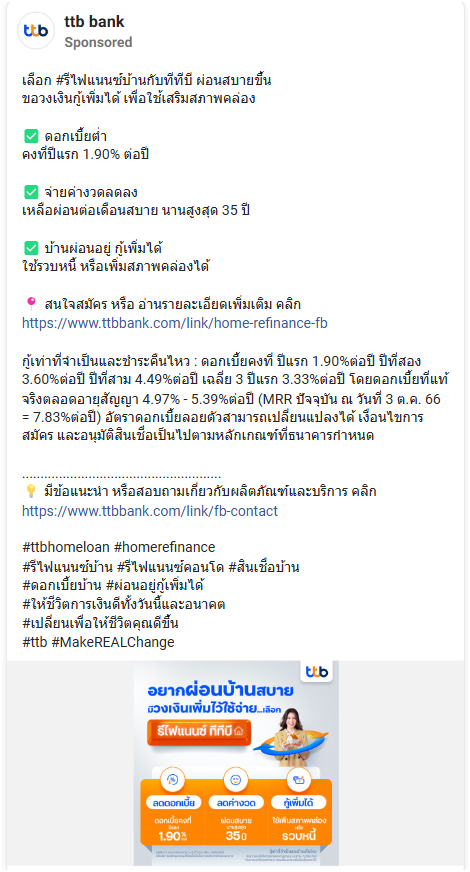 ttb
ttb bank
Sponsored
เลือก #รีไฟแนนซ์บ้านกับทีทีบี ผ่อนสบายขึ้น
ขอวงเงินกู้เพิ่มได้ เพื่อใช้เสริมสภาพคล่อง
✅ ดอกเบี้ยต่ำ
คงที่ปีแรก 1.90% ต่อปี
✅ จ่ายค่างวดลดลง
เหลือผ่อนต่อเดือนสบาย นานสูงสุด 35 ปี
✅ บ้านผ่อนอยู่ กู้เพิ่มได้
ใช้รวบหนี้ หรือเพิ่มสภาพคล่องได้
📍 สนใจสมัคร หรือ อ่านรายละเอียดเพิ่มเติม คลิก
https://www.ttbbank.com/link/home-refinance-fb
กู้เท่าที่จำเป็นและชำระคืนไหว : ดอกเบี้ยคงที่ ปีแรก 1.90%ต่อปี ปีที่สอง
3.60%ต่อปี ปีที่สาม 4.49%ต่อปี เฉลี่ย 3 ปีแรก 3.33%ต่อปี โดยดอกเบี้ยที่แท้
จริงตลอดอายุสัญญา 4.97% - 5.39%ต่อปี (MRR ปัจจุบัน ณ วันที่ 3 ต.ค. 66
= 7.83%ต่อปี) อัตราดอกเบี้ยลอยตัวสามารถเปลี่ยนแปลงได้ เงื่อนไขการ
สมัคร และอนุมัติสินเชื่อเป็นไปตามหลักเกณฑ์ที่ธนาคารกำหนด
.......................................................
💡 มีข้อแนะนำ หรือสอบถามเกี่ยวกับผลิตภัณฑ์และบริการ คลิก
https://www.ttbbank.com/link/fb-contact
#ttbhomeloan #homerefinance
#รีไฟแนนซ์บ้าน #รีไฟแนนซ์คอนโด #สินเชื่อบ้าน
#ดอกเบี้ยบ้าน #ผ่อนอยู่กู้เพิ่มได้
#ให้ชีวิตการเงินดีทั้งวันนี้และอนาคต
#เปลี่ยนเพื่อให้ชีวิตคุณดีขึ้น
#ttb #MakeREALChange
ttb
อยากผ่อนบ้านสบาย
มีวงเงินเพิ่มไว้ใช้จ่าย...เลือก
รีไฟแนนซ์ ทีทีบี
ลดดอกเบี้ย
ลดค่างวด
กู้เพิ่มได้
ดอกเบี้ยคงที่
ปีแรก
1.90%
ผ่อนสบาย
นานสูงสุด
35 ปี
ใช้เพิ่มสภาพคล่อง
หรือ
รวบหนี้